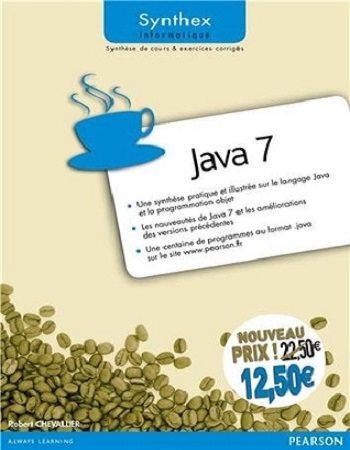 Synthex
Informatique
Synthèse de cours & exercices corrigés
Java 7
• Une synthèse pratique et illustrée sur le langage Java
et la programmation objet
• Les nouveautés de Java 7 et les améliorations
des versions précédentes
• Une centaine de programmes au format .java
sur le site www.pearson.fr
NOUVEAU
PRIX ! 22,50€
12,50€
Robert CHEVALLIER
ALWAYS LEARNING
PEARSON